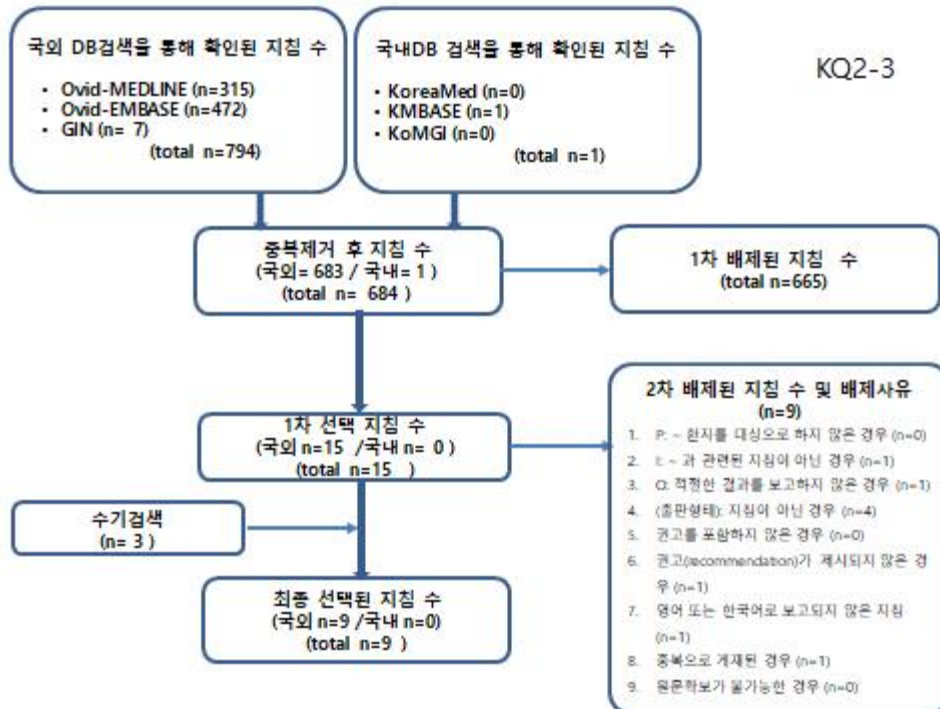 국외 DB검색을 통해 확인된 지침 수
• Ovid-MEDLINE (n=315)
• Ovid-EMBASE (n=472)
• GIN (n= 7)
(total n=794)
국내DB 검색을 통해 확인된 지침 수
• KoreaMed (n=0)
• KMBASE (n=1)
• KoMGI (n=0)
(total n=1)
KQ2-3
중복제거 후 지침 수
(국외= 683 / 국내= 1 )
(total n= 684 )
1차 배제된 지침 수
(total n=665)
1차 선택 지침 수
(국외 n=15 /국내 n= 0 )
(total n=15 )
2차 배제된 지침 수 및 배제사유
(n=9)
1. P: ~ 환자를 대상으로 하지 않은 경우 (n=0)
2. I: ~ 과 관련된 지침이 아닌 경우 (n=1)
3. O: 적절한 결과를 보고하지 않은 경우 (n=1)
4. (출판형태): 지침이 아닌 경우 (n=4)
5. 권고를 포함하지 않은 경우 (n=0)
6. 권고(recommendation)가 제시되지 않은 경
우 (n=1)
7. 영어 또는 한국어로 보고되지 않은 지침
(n=1)
8. 중복으로 게재된 경우 (n=1)
9. 원문확보가 불가능한 경우 (n=0)
수기검색
(n= 3 )
최종 선택된 지침 수
(국외 n=9 /국내 n=0)
(total n=9 )